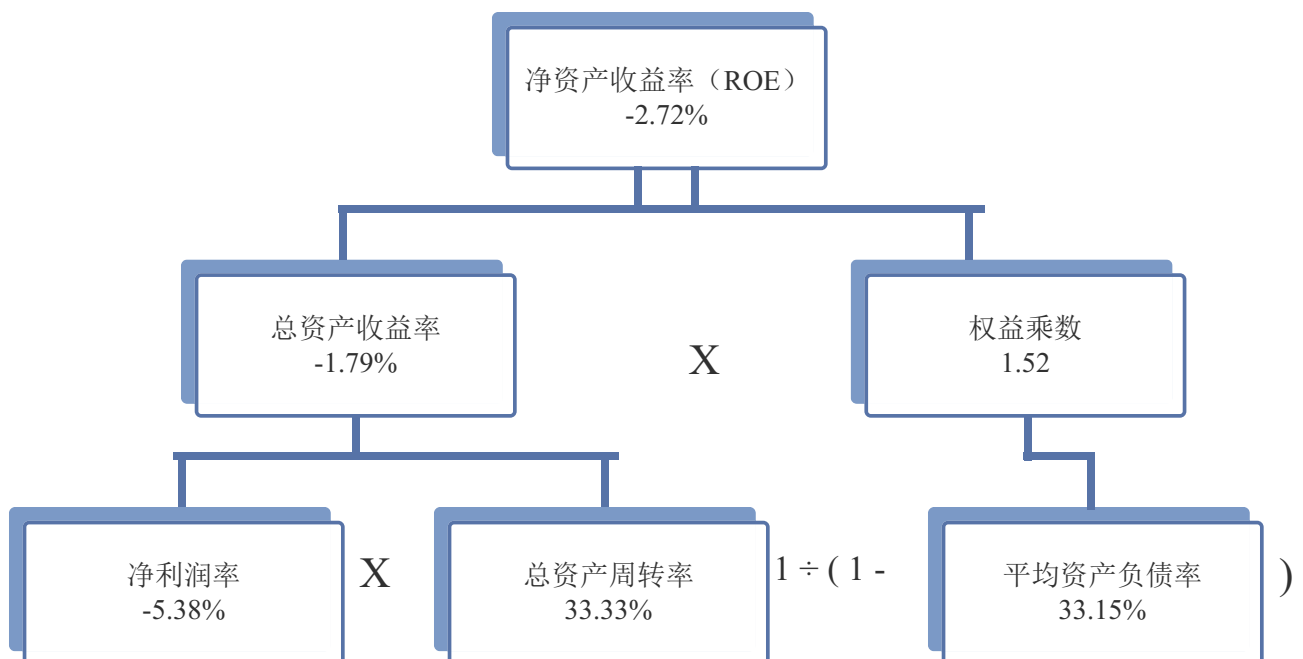 净资产收益率（ROE）
-2.72%
总资产收益率
-1.79%
X
权益乘数
1.52
净利润率
-5.38%
X
总资产周转率
33.33%
1 ÷ ( 1 -
平均资产负债率
33.15%
)